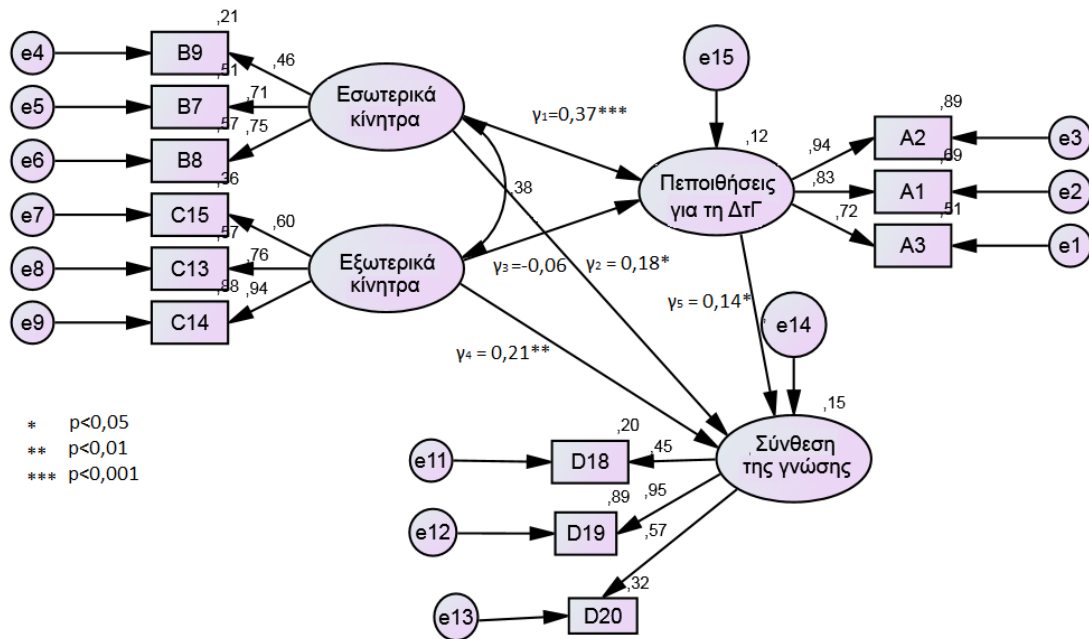 ,21
e4
B9
,46
,51
e5
B7
,71
,57
e6
B8
,75
,36
e7
C15
,60
,57
e8
C13
,76
,88
e9
C14
,94
Εσωτερικά
κίνητρα
Εξωτερικά
κίνητρα
,38
γ₁=0,37***
γ₃=-0,06
γ₂ = 0,18*
γ₄ = 0,21**
γ₅ = 0,14*
e15
,12
Πεποιθήσεις
για τη ΔτΓ
,94
,89
A2
e3
,83
,69
A1
e2
,72
,51
A3
e1
e14
,15
Σύνθεση
της γνώσης
,20
e11
D18
,45
,89
e12
D19
,95
,32
e13
D20
,57
* p<0,05
** p<0,01
*** p<0,001